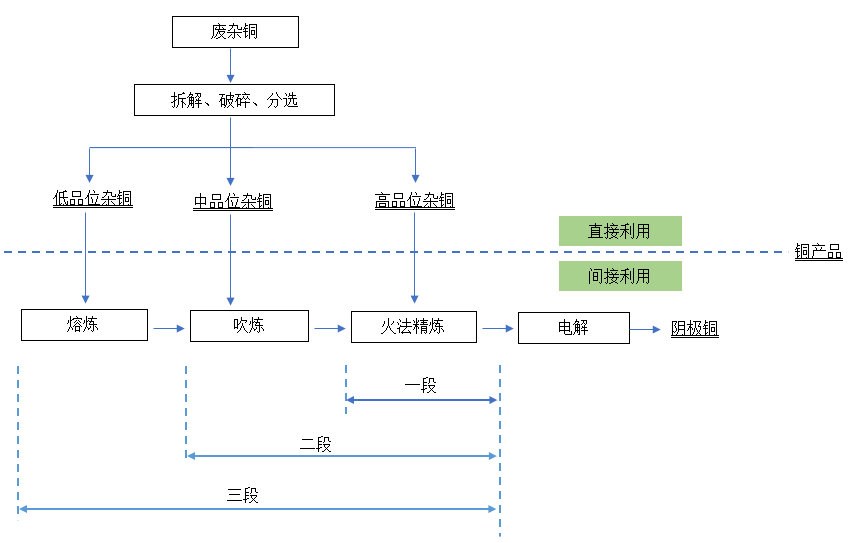 废杂铜
拆解、破碎、分选
低品位杂铜
中品位杂铜
高品位杂铜
直接利用
铜产品
间接利用
熔炼
吹炼
火法精炼
电解
阴极铜
一段
二段
三段